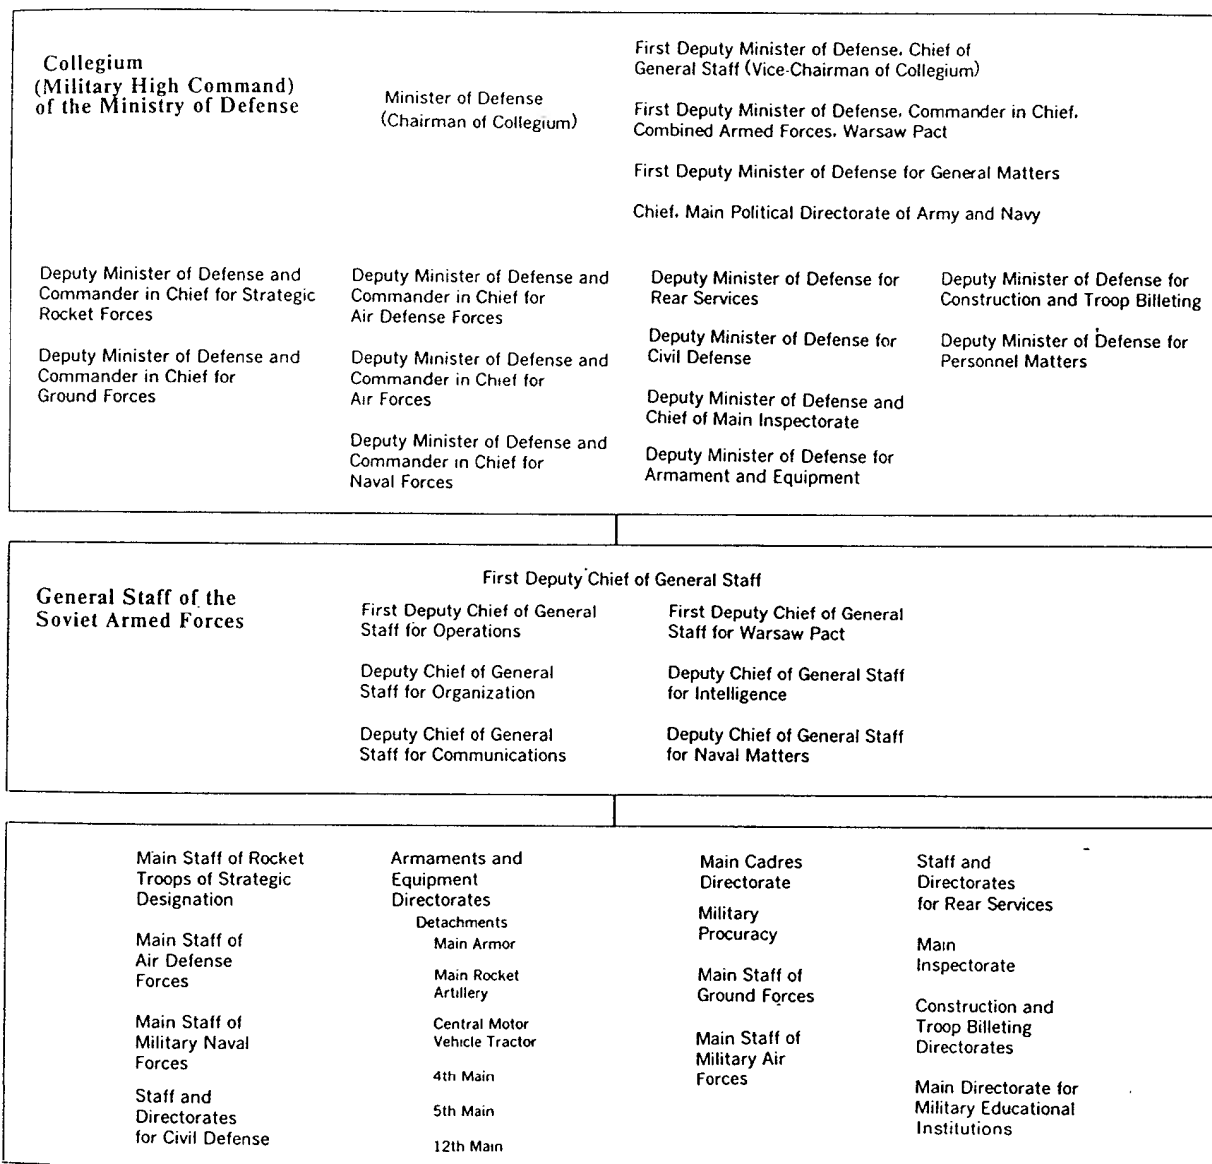 Collegium
(Military High Command)
of the Ministry of Defense
Minister of Defense
(Chairman of Collegium)
First Deputy Minister of Defense, Chief of
General Staff (Vice-Chairman of Collegium)
First Deputy Minister of Defense, Commander in Chief,
Combined Armed Forces, Warsaw Pact
First Deputy Minister of Defense for General Matters
Chief, Main Political Directorate of Army and Navy
Deputy Minister of Defense and
Commander in Chief for Strategic
Rocket Forces
Deputy Minister of Defense and
Commander in Chief for
Ground Forces
Deputy Minister of Defense and
Commander in Chief for
Air Defense Forces
Deputy Minister of Defense and
Commander in Chief for
Air Forces
Deputy Minister of Defense and
Commander in Chief for
Naval Forces
Deputy Minister of Defense for
Rear Services
Deputy Minister of Defense for
Civil Defense
Deputy Minister of Defense and
Chief of Main Inspectorate
Deputy Minister of Defense for
Armament and Equipment
Deputy Minister of Defense for
Construction and Troop Billeting
Deputy Minister of Defense for
Personnel Matters
General Staff of the
Soviet Armed Forces
First Deputy Chief of General Staff
First Deputy Chief of General
Staff for Operations
Deputy Chief of General
Staff for Organization
Deputy Chief of General
Staff for Communications
First Deputy Chief of General
Staff for Warsaw Pact
Deputy Chief of General Staff
for Intelligence
Deputy Chief of General Staff
for Naval Matters
Main Staff of Rocket
Troops of Strategic
Designation
Main Staff of
Air Defense
Forces
Main Staff of
Military Naval
Forces
Staff and
Directorates
for Civil Defense
Armaments and
Equipment
Directorates
Detachments
Main Armor
Main Rocket
Artillery
Central Motor
Vehicle Tractor
4th Main
5th Main
12th Main
Main Cadres
Directorate
Military
Procuracy
Main Staff of
Ground Forces
Main Staff of
Military Air
Forces
Staff and
Directorates
for Rear Services
Main
Inspectorate
Construction and
Troop Billeting
Directorates
Main Directorate for
Military Educational
Institutions